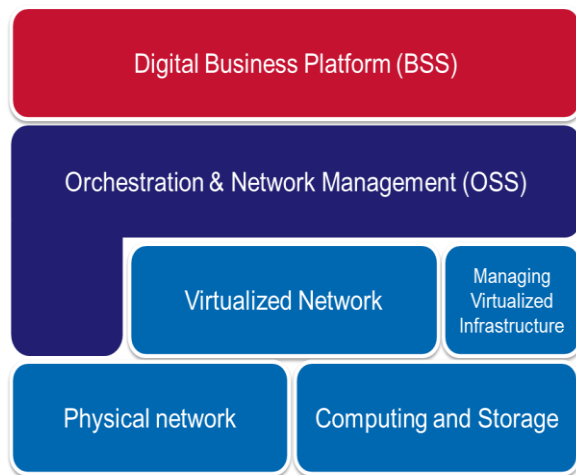 Digital Business Platform (BSS)
Orchestration & Network Management (OSS)
Virtualized Network
Managing
Virtualized
Infrastructure
Physical network
Computing and Storage